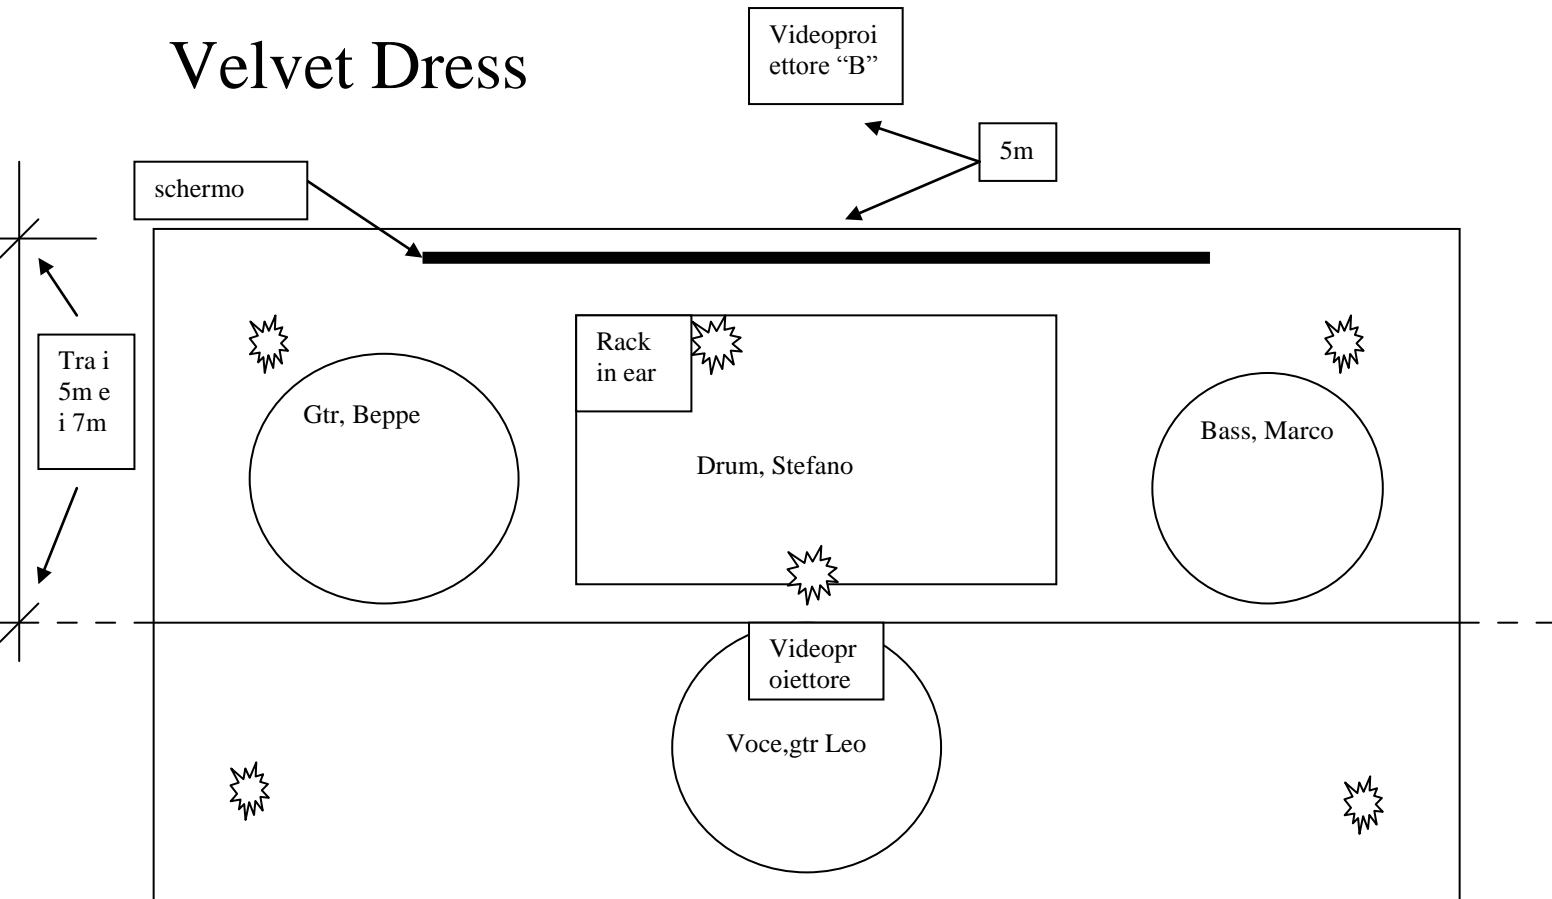 Velvet Dress
Videoproi
ettore “B”
5m
schermo
Tra i
5m e
i 7m
Rack
in ear
Gtr, Beppe
Drum, Stefano
Bass, Marco
Videopr
oiettore
Voce,gtr Leo